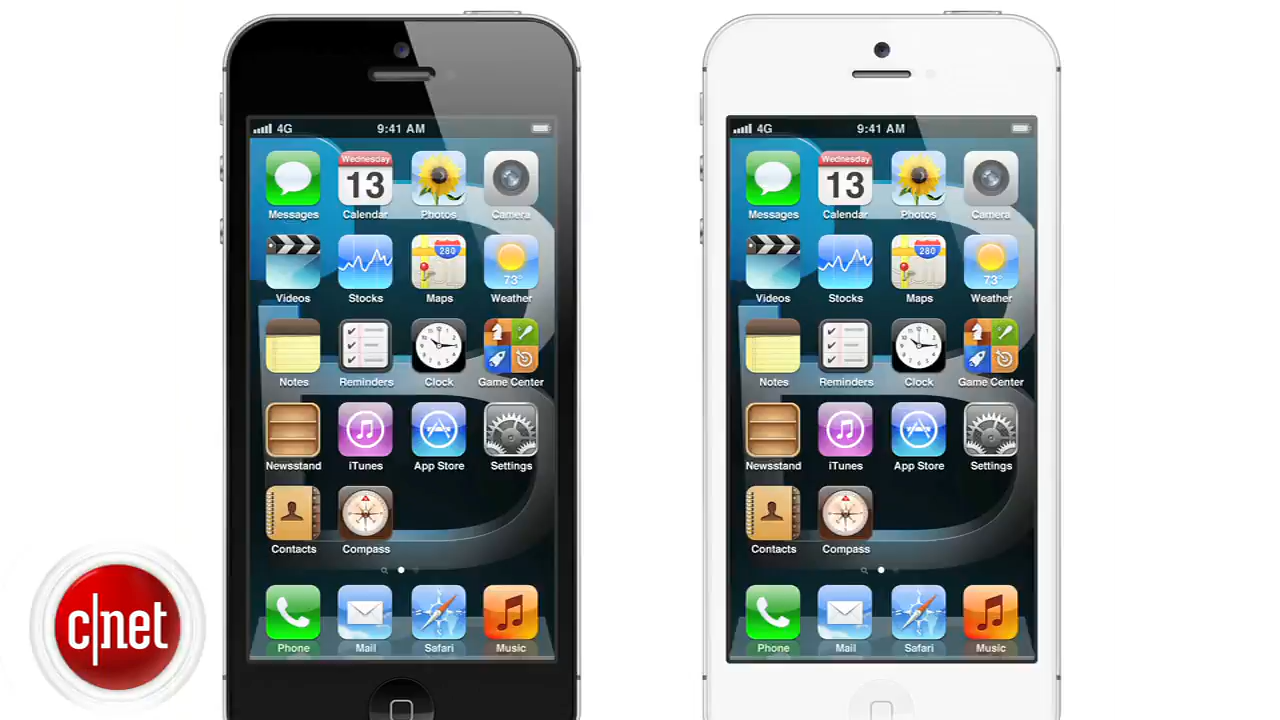 4G 9:41 AM
Wednesday
13
Messages Calendar Photos Camera
280
73°
Videos Stocks Maps Weather
Notes Reminders Clock Game Center
Newsstand iTunes App Store Settings
Contacts Compass
Phone Mail Safari Music
4G 9:41 AM
Wednesday
13
Messages Calendar Photos Camera
280
73°
Videos Stocks Maps Weather
Notes Reminders Clock Game Center
Newsstand iTunes App Store Settings
Contacts Compass
Phone Mail Safari Music
c|net